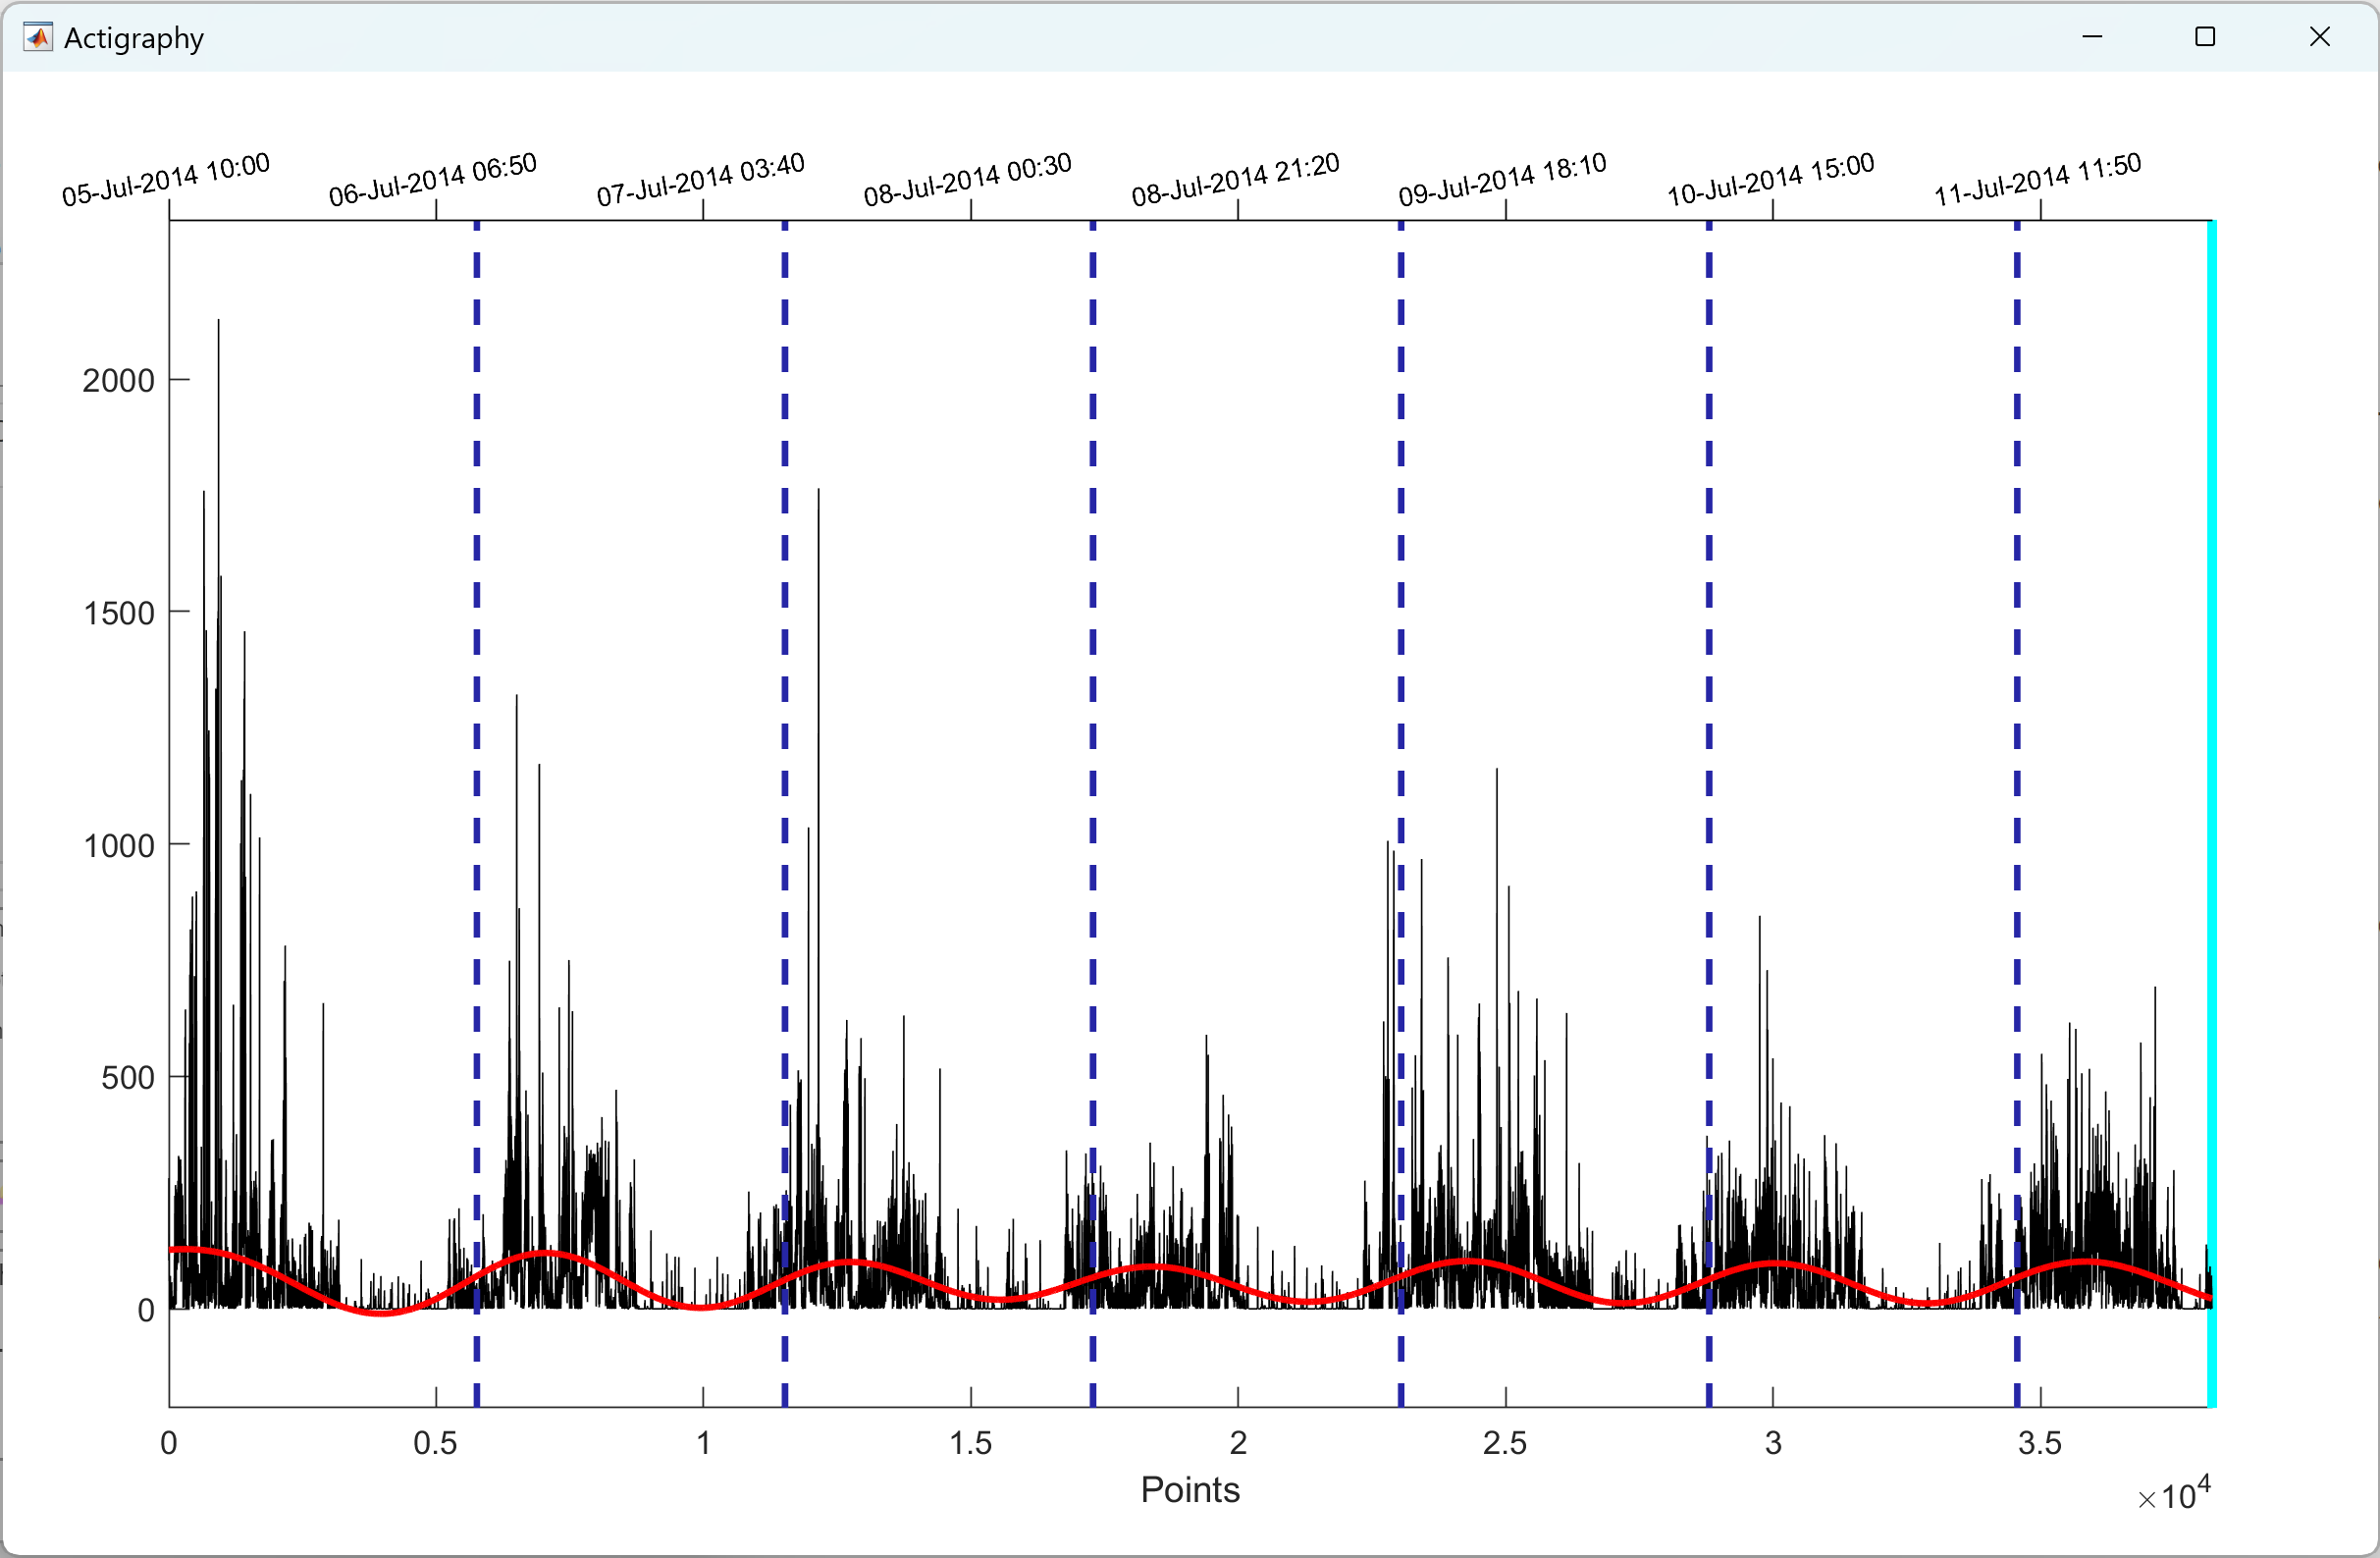 Actigraphy
05-Jul-2014 10:00 06-Jul-2014 06:50 07-Jul-2014 03:40 08-Jul-2014 00:30 08-Jul-2014 21:20 09-Jul-2014 18:10 10-Jul-2014 15:00 11-Jul-2014 11:50
2000
1500
1000
500
0
0 0.5 1 1.5 2 2.5 3 3.5
Points
×10⁴